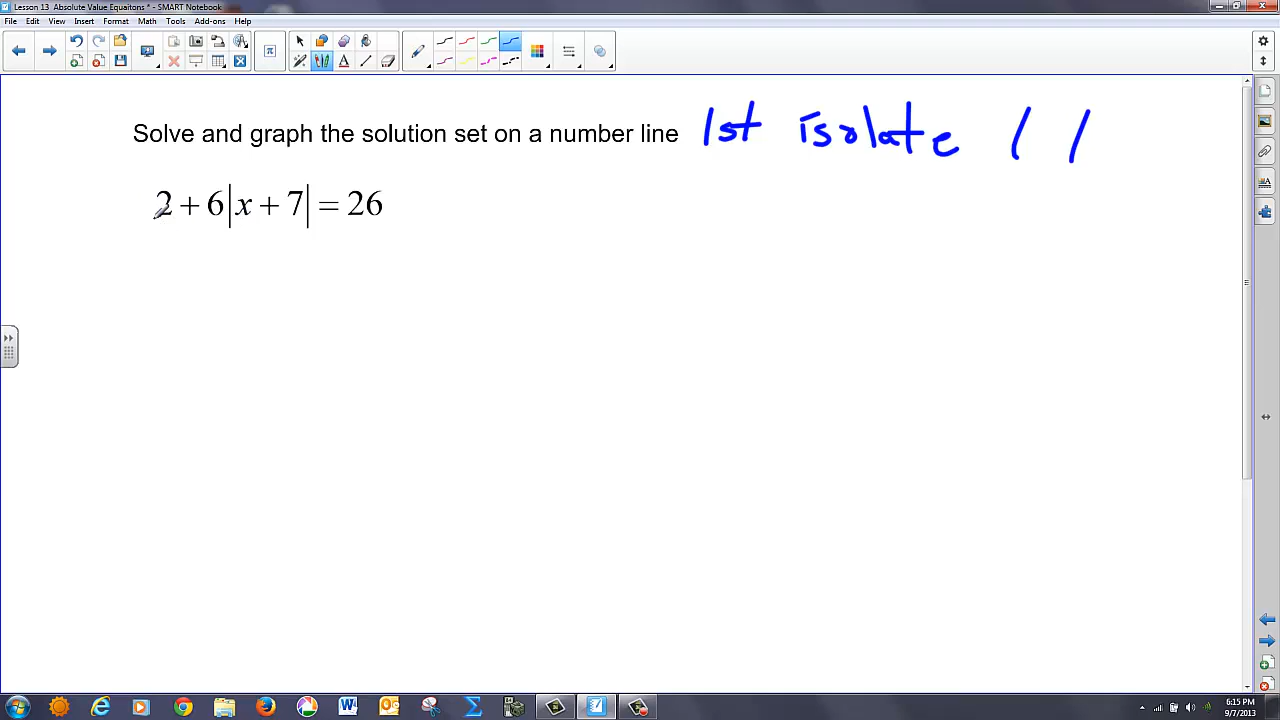 Lesson 13 Absolute Value Equaitons * - SMART Notebook
File Edit View Insert Format Math Tools Add-ons Help
Solve and graph the solution set on a number line 1st isolate | |
2 + 6|x + 7| = 26
6:15 PM
9/7/2013